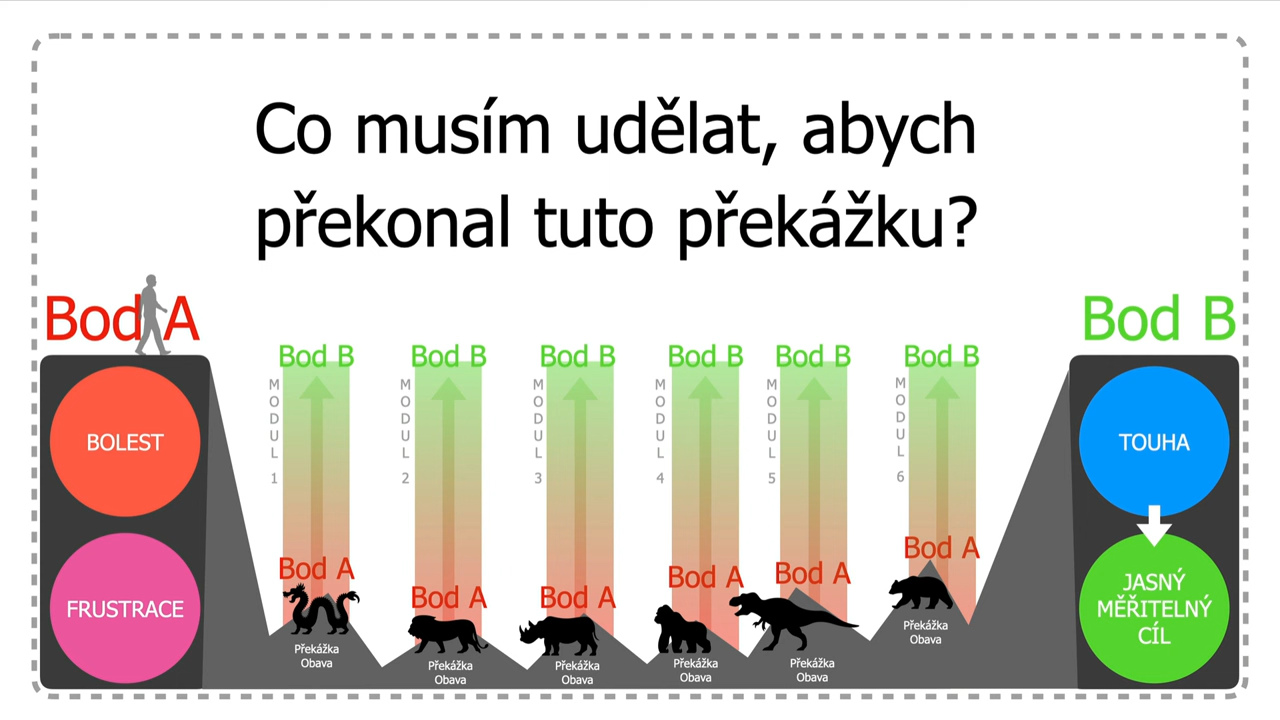 Co musím udělat, abych
překonal tuto překážku?
Bod A
BOLEST
FRUSTRACE
Bod B
MODUL 1
Bod A
Překážka
Obava
Bod B
MODUL 2
Bod A
Překážka
Obava
Bod B
MODUL 3
Bod A
Překážka
Obava
Bod B
MODUL 4
Bod A
Překážka
Obava
Bod B
MODUL 5
Bod A
Překážka
Obava
Bod B
MODUL 6
Bod A
Překážka
Obava
Bod B
TOUHA
JASNÝ
MĚŘITELNÝ
CÍL